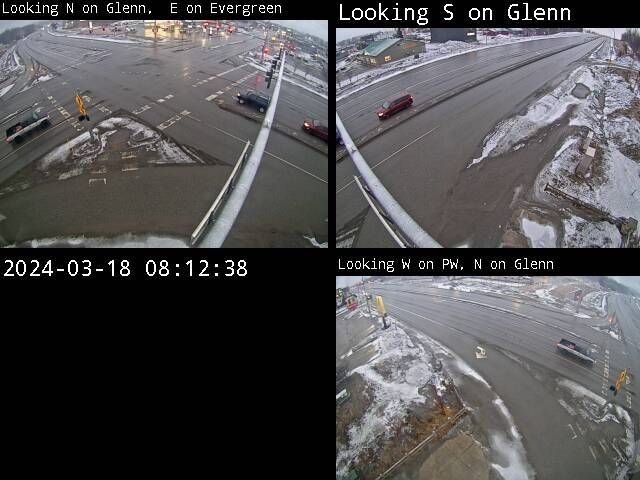 Looking N on Glenn,  E on Evergreen
Looking S on Glenn
2024-03-18 08:12:38
Looking W on PW, N on Glenn